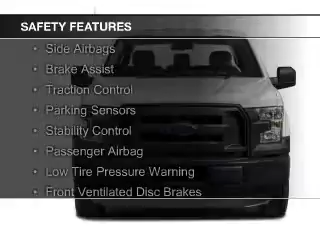 SAFETY FEATURES
• Side Airbags
• Brake Assist
• Traction Control
• Parking Sensors
• Stability Control
• Passenger Airbag
• Low Tire Pressure Warning
• Front Ventilated Disc Brakes